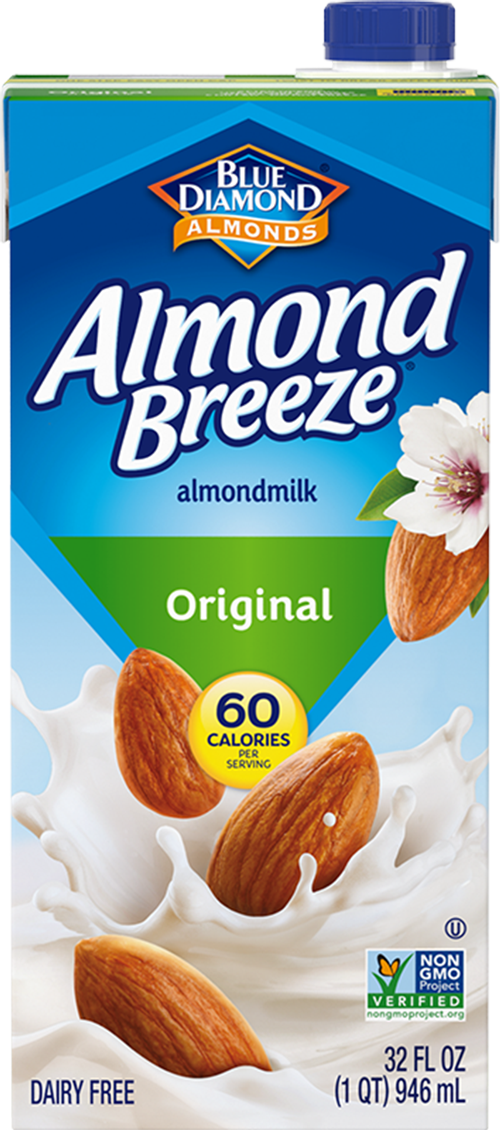 BLUE
DIAMOND
ALMONDS
®
Almond
Breeze®
almondmilk
Original
60
CALORIES
PER
SERVING
U
NON
GMO
Project
VERIFIED
nongmoproject.org
32 FL OZ
DAIRY FREE
(1 QT) 946 mL